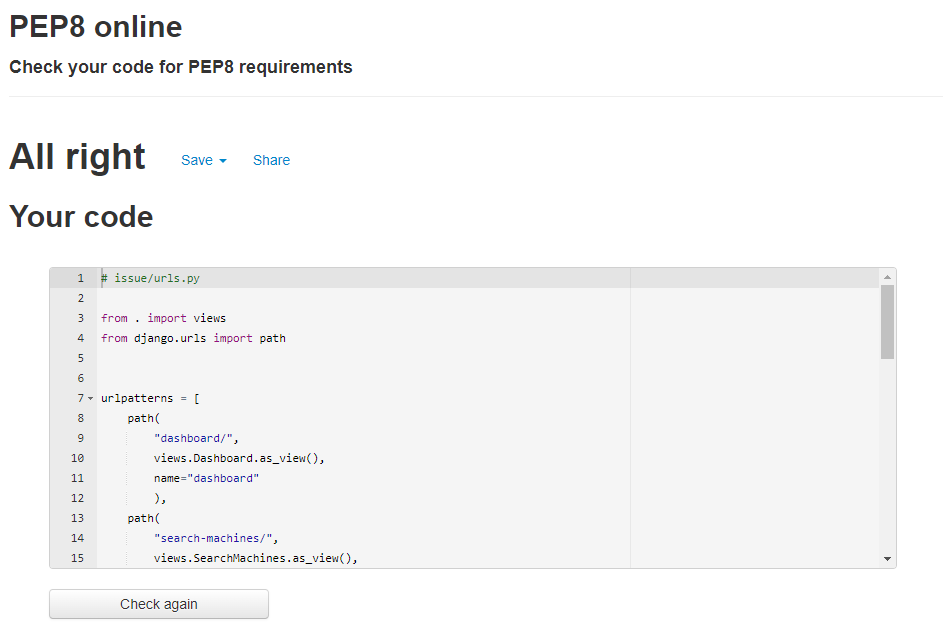 PEP8 online
Check your code for PEP8 requirements
All right Save Share
Your code
1 # issue/urls.py
2
3 from . import views
4 from django.urls import path
5
6
7 urlpatterns = [
8 path(
9 "dashboard/",
10 views.Dashboard.as_view(),
11 name="dashboard"
12 ),
13 path(
14 "search-machines/",
15 views.SearchMachines.as_view(),
Check again